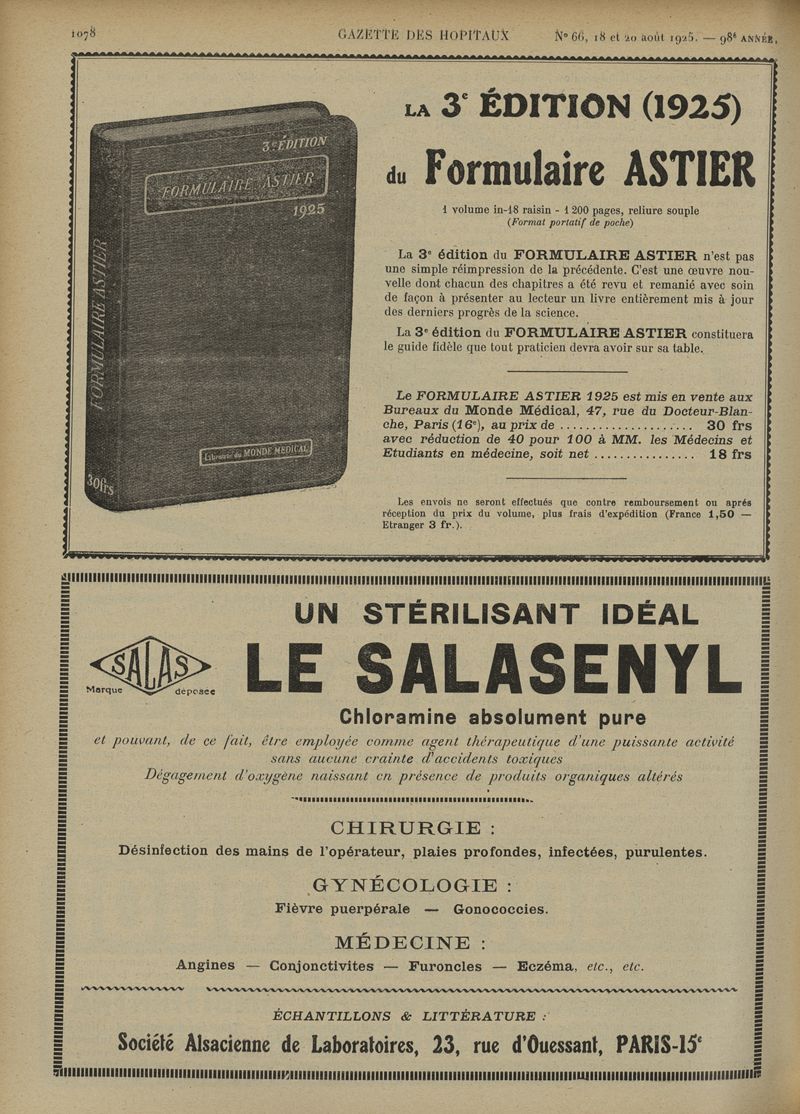 1078 GAZETTE DES HOPITAUX Nº 66, 18 et 20 août 1925. — 98e ANNÉE,
3e ÉDITION
FORMULAIRE ASTIER
1925
FORMULAIRE ASTIER
Librairie du MONDE MÉDICAL
30frs
LA 3e ÉDITION (1925)
du Formulaire ASTIER
1 volume in-18 raisin - 1 200 pages, reliure souple
(Format portatif de poche)
La 3e édition du FORMULAIRE ASTIER n'est pas
une simple réimpression de la précédente. C'est une œuvre nou-
velle dont chacun des chapitres a été revu et remanié avec soin
de façon à présenter au lecteur un livre entièrement mis à jour
des derniers progrès de la science.
La 3e édition du FORMULAIRE ASTIER constituera
le guide fidèle que tout praticien devra avoir sur sa table.
Le FORMULAIRE ASTIER 1925 est mis en vente aux
Bureaux du Monde Médical, 47, rue du Docteur-Blan-
che, Paris (16e), au prix de ..................... 30 frs
avec réduction de 40 pour 100 à MM. les Médecins et
Etudiants en médecine, soit net ................ 18 frs
Les envois ne seront effectués que contre remboursement ou après
réception du prix du volume, plus frais d'expédition (France 1,50 —
Etranger 3 fr.).
UN STÉRILISANT IDÉAL
SALAS
Marque déposée
LE SALASENYL
Chloramine absolument pure
et pouvant, de ce fait, être employée comme agent thérapeutique d'une puissante activité
sans aucune crainte d'accidents toxiques
Dégagement d'oxygène naissant en présence de produits organiques altérés
CHIRURGIE :
Désinfection des mains de l'opérateur, plaies profondes, infectées, purulentes.
GYNÉCOLOGIE :
Fièvre puerpérale — Gonococcies.
MÉDECINE :
Angines — Conjonctivites — Furoncles — Eczéma, etc., etc.
ÉCHANTILLONS & LITTÉRATURE :
Société Alsacienne de Laboratoires, 23, rue d'Ouessant, PARIS-15e